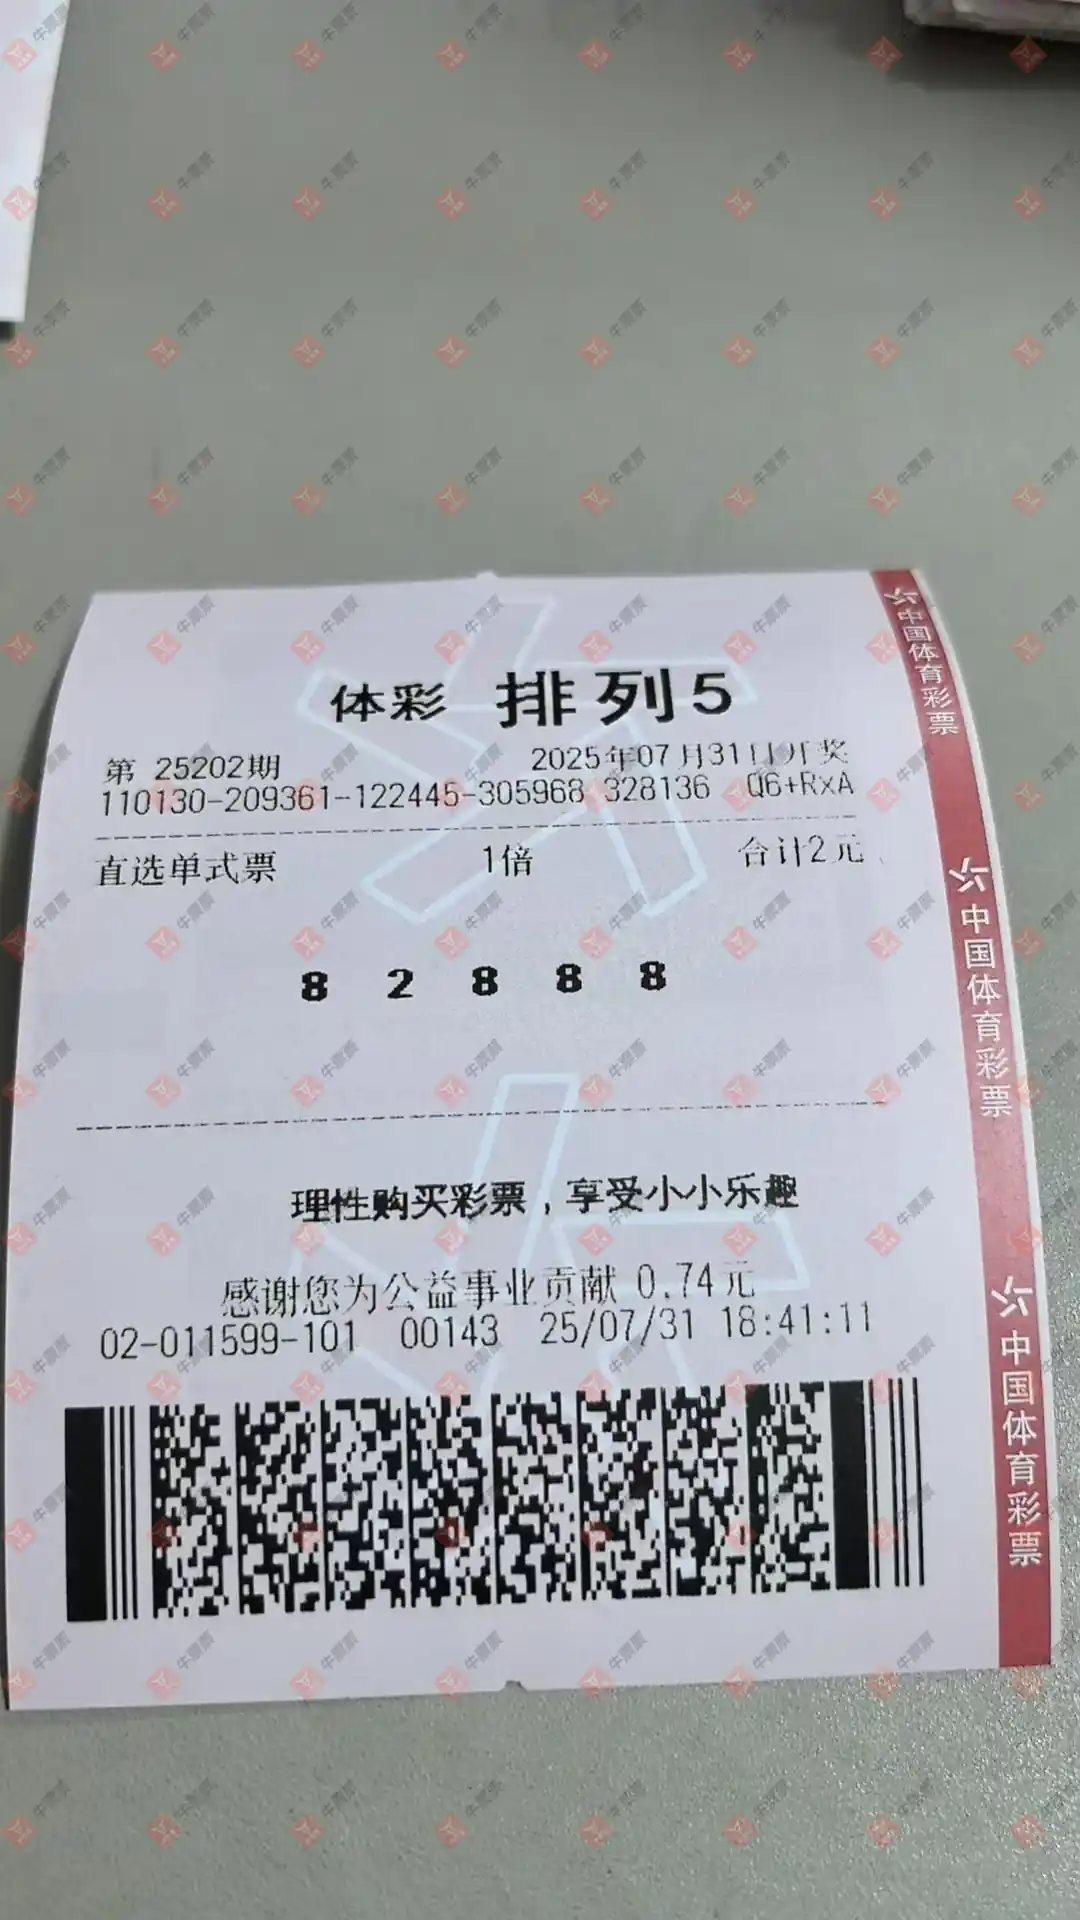 体彩 排列5
第 25202期 2025年07月31日开奖
110130-209361-122445-305968 328136 Q6+RxA
直选单式票 1倍 合计2元
8 2 8 8 8
理性购买彩票，享受小小乐趣
感谢您为公益事业贡献 0.74元
02-011599-101 00143 25/07/31 18:41:11
中国体育彩票
中国体育彩票
中国体育彩票
牛票票